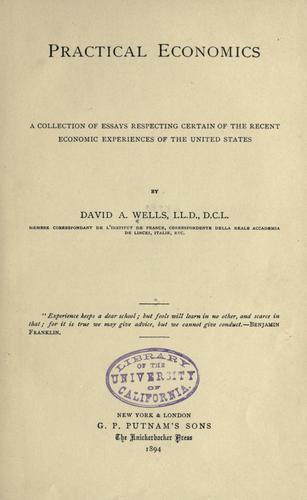 PRACTICAL ECONOMICS
A COLLECTION OF ESSAYS RESPECTING CERTAIN OF THE RECENT
ECONOMIC EXPERIENCES OF THE UNITED STATES
BY
DAVID A. WELLS, LL.D., D.C.L.
MEMBRE CORRESPONDANT DE L'INSTITUT DE FRANCE, CORRESPONDENTE DELLA REALE ACCADEMIA
DE LINCEI, ITALIE, ETC.
"Experience keeps a dear school; but fools will learn in no other, and scarce in
that; for it is true we may give advice, but we cannot give conduct.—BENJAMIN
FRANKLIN.
LIBRARY
OF THE
UNIVERSITY
OF
CALIFORNIA.
NEW YORK & LONDON
G. P. PUTNAM'S SONS
The Knickerbocker Press
1894